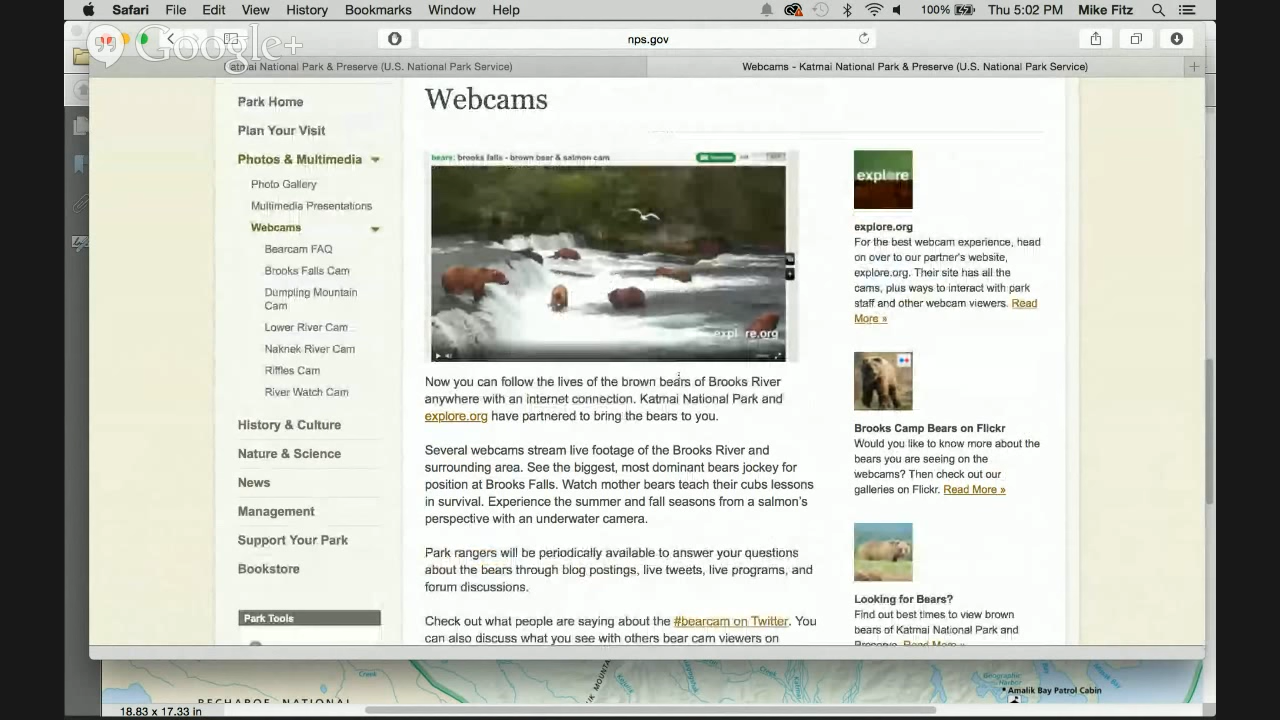 Safari File Edit View History Bookmarks Window Help 100% Thu 5:02 PM Mike Fitz
Google+
nps.gov
Katmai National Park & Preserve (U.S. National Park Service)
Webcams - Katmai National Park & Preserve (U.S. National Park Service)
Park Home
Plan Your Visit
Photos & Multimedia
Photo Gallery
Multimedia Presentations
Webcams
Bearcam FAQ
Brooks Falls Cam
Dumpling Mountain
Cam
Lower River Cam
Naknek River Cam
Riffles Cam
River Watch Cam
History & Culture
Nature & Science
News
Management
Support Your Park
Bookstore
Park Tools
Webcams
bears: brooks falls - brown bear & salmon cam
explore.org
Now you can follow the lives of the brown bears of Brooks River
anywhere with an internet connection. Katmai National Park and
explore.org have partnered to bring the bears to you.
Several webcams stream live footage of the Brooks River and
surrounding area. See the biggest, most dominant bears jockey for
position at Brooks Falls. Watch mother bears teach their cubs lessons
in survival. Experience the summer and fall seasons from a salmon's
perspective with an underwater camera.
Park rangers will be periodically available to answer your questions
about the bears through blog postings, live tweets, live programs, and
forum discussions.
Check out what people are saying about the #bearcam on Twitter. You
can also discuss what you see with others bear cam viewers on
explore
explore.org
For the best webcam experience, head
on over to our partner's website,
explore.org. Their site has all the
cams, plus ways to interact with park
staff and other webcam viewers. Read
More »
Brooks Camp Bears on Flickr
Would you like to know more about the
bears you are seeing on the
webcams? Then check out our
galleries on Flickr. Read More »
Looking for Bears?
Find out best times to view brown
bears of Katmai National Park and
Preserve. Read More »
Creek
Geographic
Harbor
Amalik Bay Patrol Cabin
BECHAROF NATIONAL
18.83 x 17.33 in